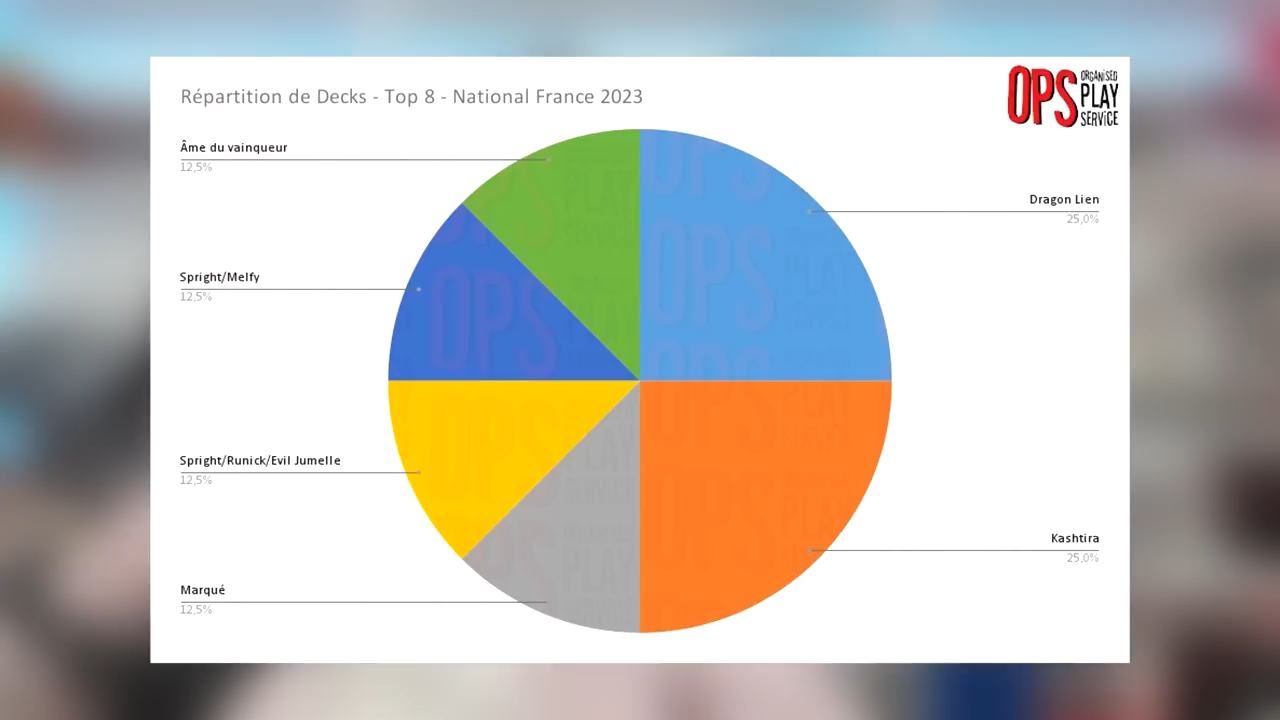 Répartition de Decks - Top 8 - National France 2023
OPS ORGANISED PLAY SERVICE
Âme du vainqueur
12,5%
Dragon Lien
25,0%
Spright/Melfy
12,5%
Spright/Runick/Evil Jumelle
12,5%
Kashtira
25,0%
Marqué
12,5%